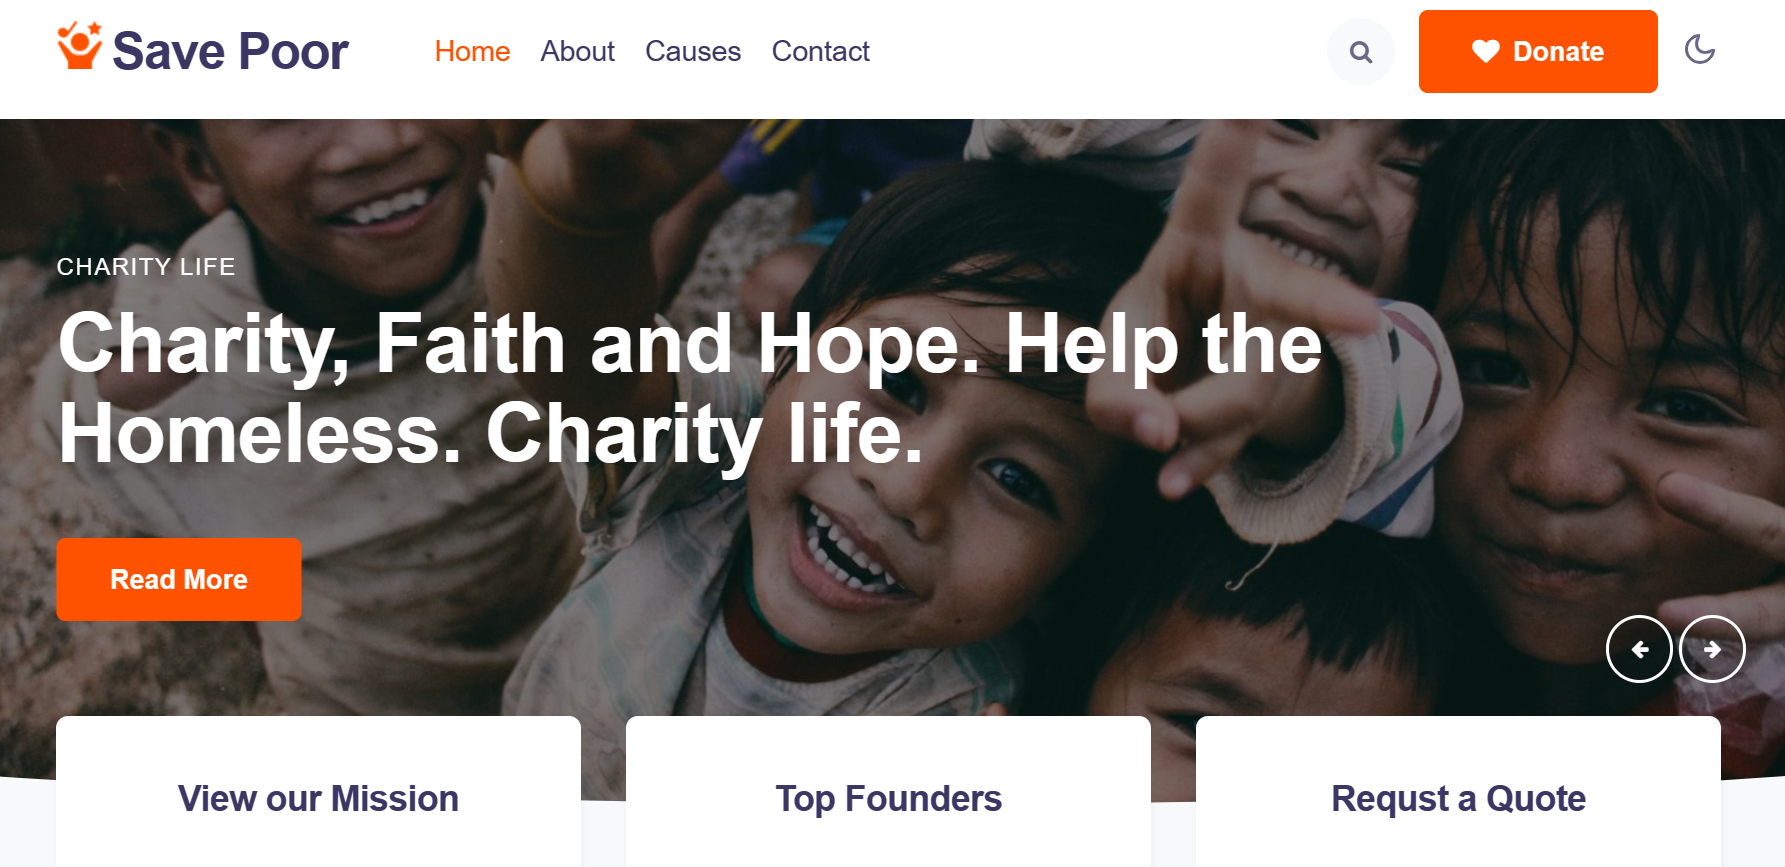 Save Poor
Home About Causes Contact
Donate
CHARITY LIFE
Charity, Faith and Hope. Help the
Homeless. Charity life.
Read More
View our Mission
Top Founders
Requst a Quote